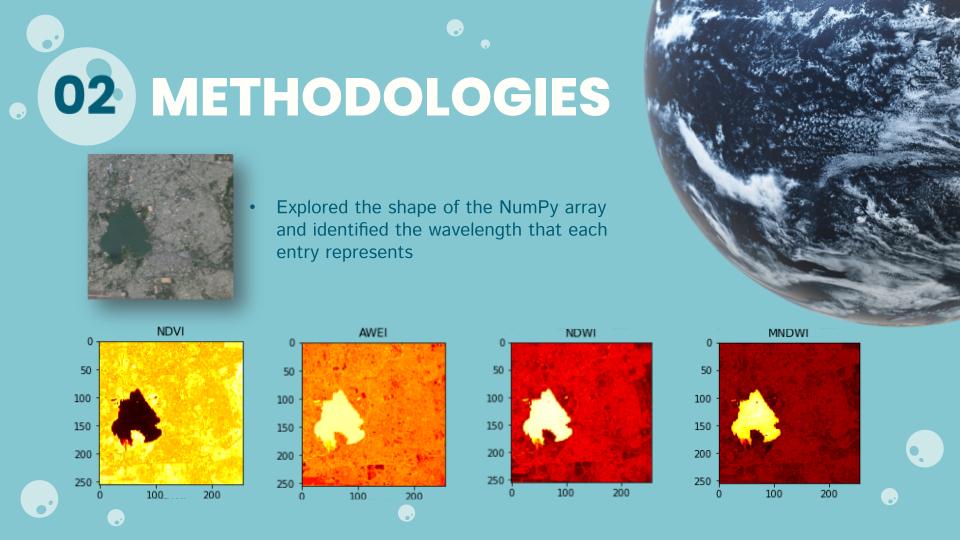 02 METHODOLOGIES
• Explored the shape of the NumPy array
and identified the wavelength that each
entry represents
NDVI
0
50
100
150
200
250
0 100 200
AWEI
0
50
100
150
200
250
0 100 200
NDWI
0
50
100
150
200
250
0 100 200
MNDWI
0
50
100
150
200
250
0 100 200